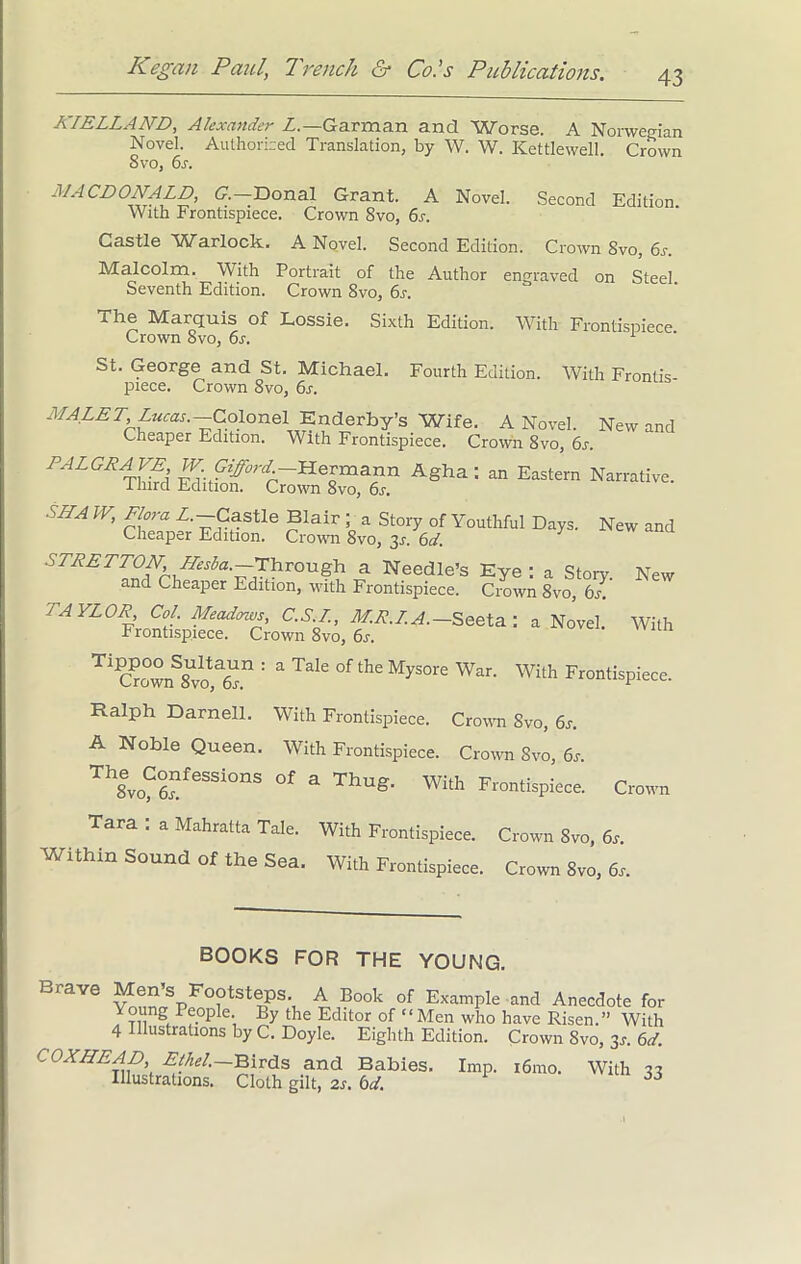 Kegan Paul, Trench & Co.'s Publications. 43
KIELLAND, Alexander L.—Garman and Worse. A Norwegian
Novel. Authorized Translation, by W. W. Kettlewell. Crown
8vo, 6s.
MACDONALD, G.—Donal Grant. A Novel. Second Edition.
With Frontispiece. Crown 8vo, 6s.
Castle Warlock. A Novel. Second Edition. Crown 8vo, 6s.
Malcolm. With Portrait of the Author engraved on Steel.
Seventh Edition. Crown 8vo, 6s.
The Marquis of Lossie. Sixth Edition. With Frontispiece.
Crown 8vo, 6s.
St. George and St. Michael. Fourth Edition. With Frontis-
piece. Crown 8vo, 6s.
MALET, Lucas.—Colonel Enderby's Wife. A Novel. New and
Cheaper Edition. With Frontispiece. Crown 8vo, 6s.
PALGRAVE, W. Gifford.—Hermann Agha : an Eastern Narrative.
Third Edition. Crown 8vo, 6s.
SHAW, Flora L.—Castle Blair ; a Story of Youthful Days. New and
Cheaper Edition. Crown 8vo, 3s. 6d.
STRETTON, Hesba.—Through a Needle's Eye : a Story. New
and Cheaper Edition, with Frontispiece. Crown 8vo, 6s.
TAYLOR, Col. Meadows, C.S.I., M.R.I.A.—Seeta : a Novel. With
Frontispiece. Crown 8vo, 6s.
Tippoo Sultaun : a Tale of the Mysore War. With Frontispiece.
Crown 8vo, 6s.
Ralph Darnell. With Frontispiece. Crown 8vo, 6s.
A Noble Queen. With Frontispiece. Crown 8vo, 6s.
The Confessions of a Thug. With Frontispiece. Crown
8vo, 6s.
Tara : a Mahratta Tale. With Frontispiece. Crown 8vo, 6s.
Within Sound of the Sea. With Frontispiece. Crown 8vo, 6s.
BOOKS FOR THE YOUNG.
Brave Men's Footsteps. A Book of Example and Anecdote for
Young People. By the Editor of "Men who have Risen." With
4 Illustrations by C. Doyle. Eighth Edition. Crown 8vo, 3s. 6d.
COXHEAD, Ethel.—Birds and Babies. Imp. 16mo. With 33
Illustrations. Cloth gilt, 2s. 6d.